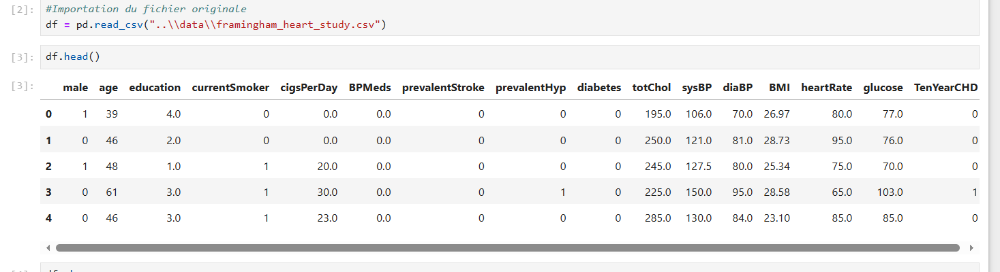 [2]: #Importation du fichier originale
df = pd.read_csv("..\\data\\framingham_heart_study.csv")
[3]: df.head()
[3]: male age education currentSmoker cigsPerDay BPMeds prevalentStroke prevalentHyp diabetes totChol sysBP diaBP BMI heartRate glucose TenYearCHD
0 1 39 4.0 0 0.0 0.0 0 0 0 195.0 106.0 70.0 26.97 80.0 77.0 0
1 0 46 2.0 0 0.0 0.0 0 0 0 250.0 121.0 81.0 28.73 95.0 76.0 0
2 1 48 1.0 1 20.0 0.0 0 0 0 245.0 127.5 80.0 25.34 75.0 70.0 0
3 0 61 3.0 1 30.0 0.0 0 1 0 225.0 150.0 95.0 28.58 65.0 103.0 1
4 0 46 3.0 1 23.0 0.0 0 0 0 285.0 130.0 84.0 23.10 85.0 85.0 0